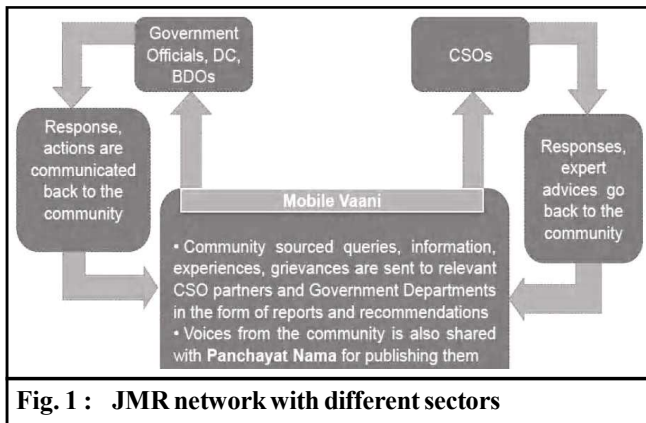 Government
Officials, DC,
BDOs
CSOs
Response,
actions are
communicated
back to the
community
Responses,
expert
advices go
back to the
community
Mobile Vaani
• Community sourced queries, information,
experiences, grievances are sent to relevant
CSO partners and Government Departments
in the form of reports and recommendations
• Voices from the community is also shared
with Panchayat Nama for publishing them
Fig. 1 : JMR network with different sectors